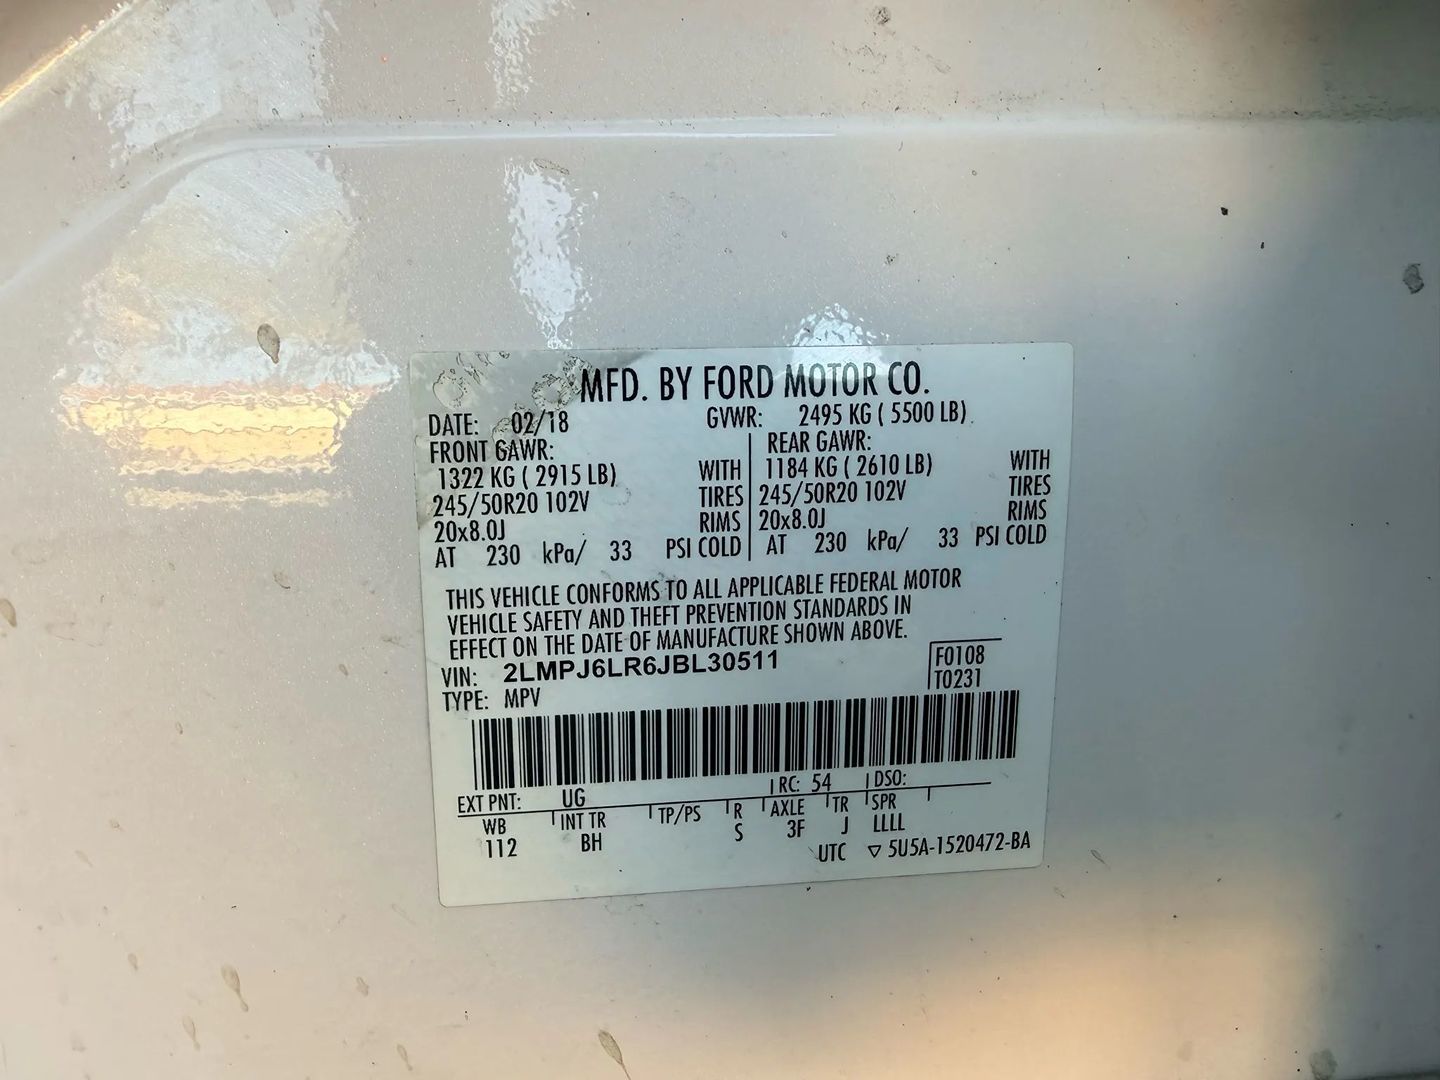 MFD. BY FORD MOTOR CO.
DATE: 02/18 GVWR: 2495 KG ( 5500 LB)
FRONT GAWR: REAR GAWR:
1322 KG ( 2915 LB) WITH 1184 KG ( 2610 LB) WITH
245/50R20 102V TIRES 245/50R20 102V TIRES
20x8.0J RIMS 20x8.0J RIMS
AT 230 kPa/ 33 PSI COLD AT 230 kPa/ 33 PSI COLD
THIS VEHICLE CONFORMS TO ALL APPLICABLE FEDERAL MOTOR
VEHICLE SAFETY AND THEFT PREVENTION STANDARDS IN
EFFECT ON THE DATE OF MANUFACTURE SHOWN ABOVE.
VIN: 2LMPJ6LR6JBL30511 F0108
TYPE: MPV T0231
EXT PNT: UG RC: 54 DSO:
WB INT TR TP/PS R AXLE TR SPR
112 BH S 3F J LLLL
UTC ▽ 5U5A-1520472-BA